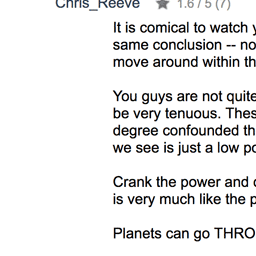 Chris_Reeve ★ 1.6 / 5 (7)
It is comical to watch
same conclusion -- no
move around within th
You guys are not quite
be very tenuous. Thes
degree confounded th
we see is just a low po
Crank the power and
is very much like the p
Planets can go THRO